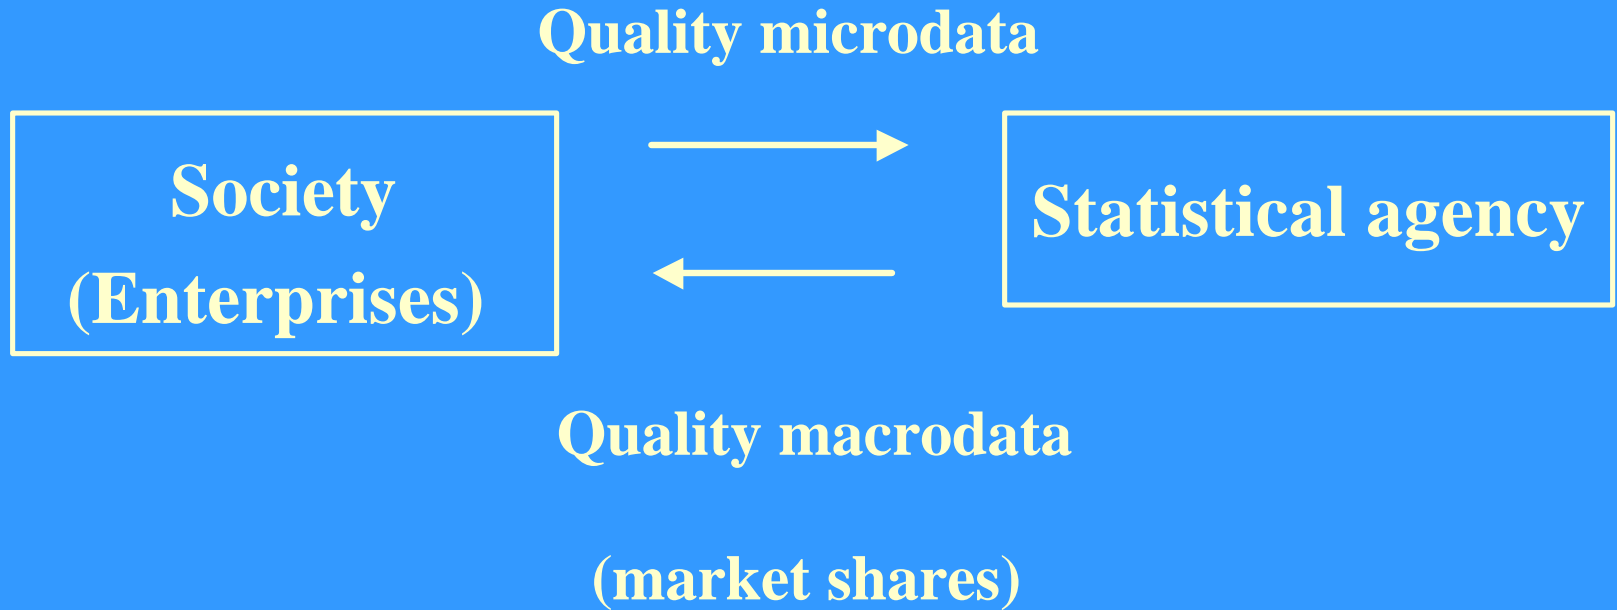 Quality microdata
Society
(Enterprises)
Statistical agency
Quality macrodata
(market shares)